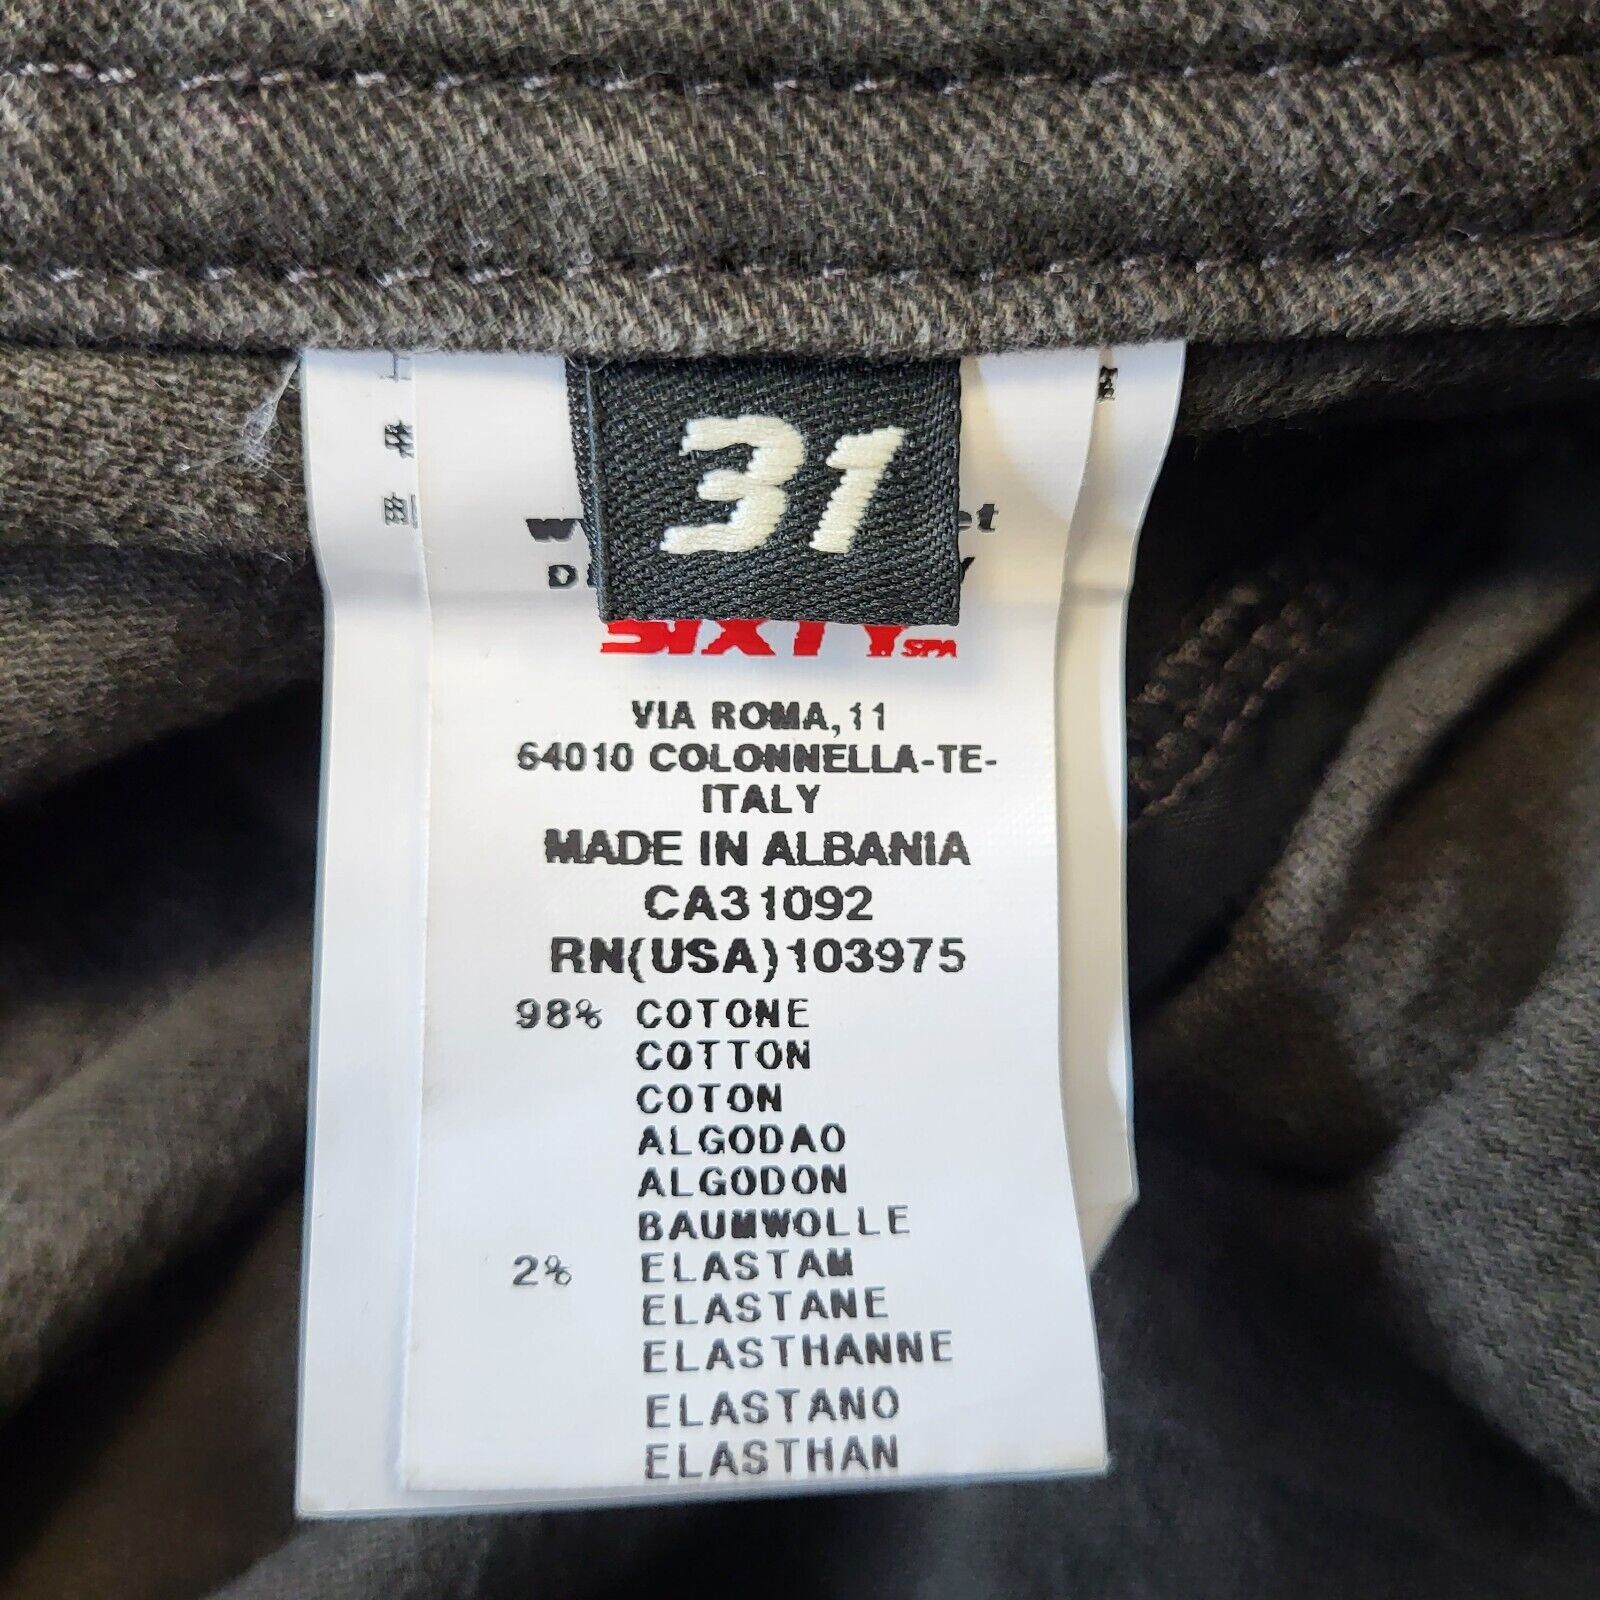 31
SIXTY SPA
VIA ROMA, 11
64010 COLONNELLA-TE-
ITALY
MADE IN ALBANIA
CA31092
RN(USA)103975
98% COTONE
COTTON
COTON
ALGODAO
ALGODON
BAUMWOLLE
2% ELASTAM
ELASTANE
ELASTHANNE
ELASTANO
ELASTHAN